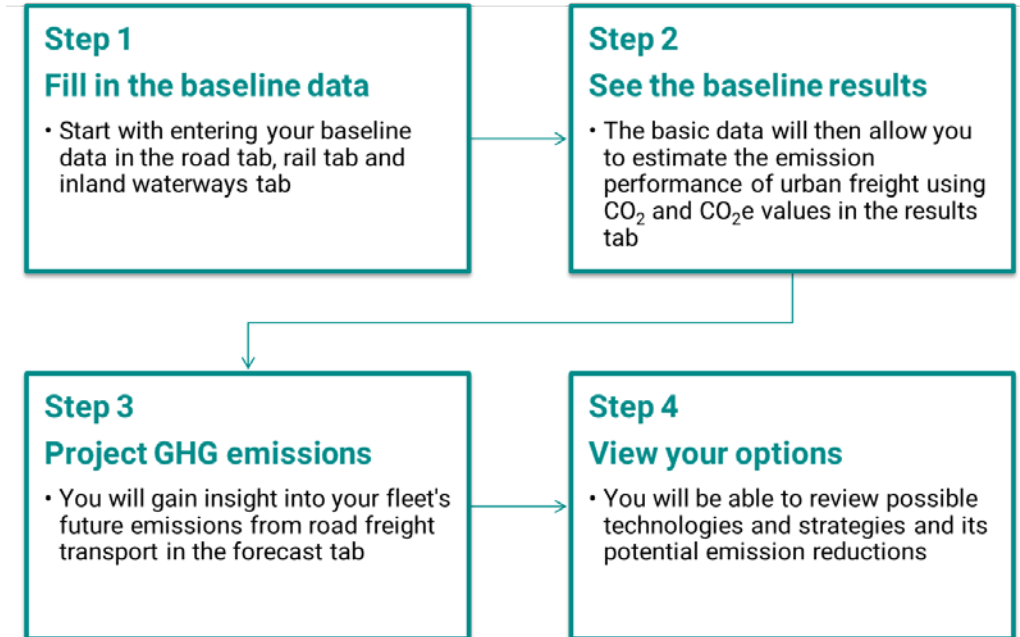 Step 1
Fill in the baseline data
• Start with entering your baseline
data in the road tab, rail tab and
inland waterways tab
Step 2
See the baseline results
• The basic data will then allow you
to estimate the emission
performance of urban freight using
CO₂ and CO₂e values in the results
tab
Step 3
Project GHG emissions
• You will gain insight into your fleet's
future emissions from road freight
transport in the forecast tab
Step 4
View your options
• You will be able to review possible
technologies and strategies and its
potential emission reductions